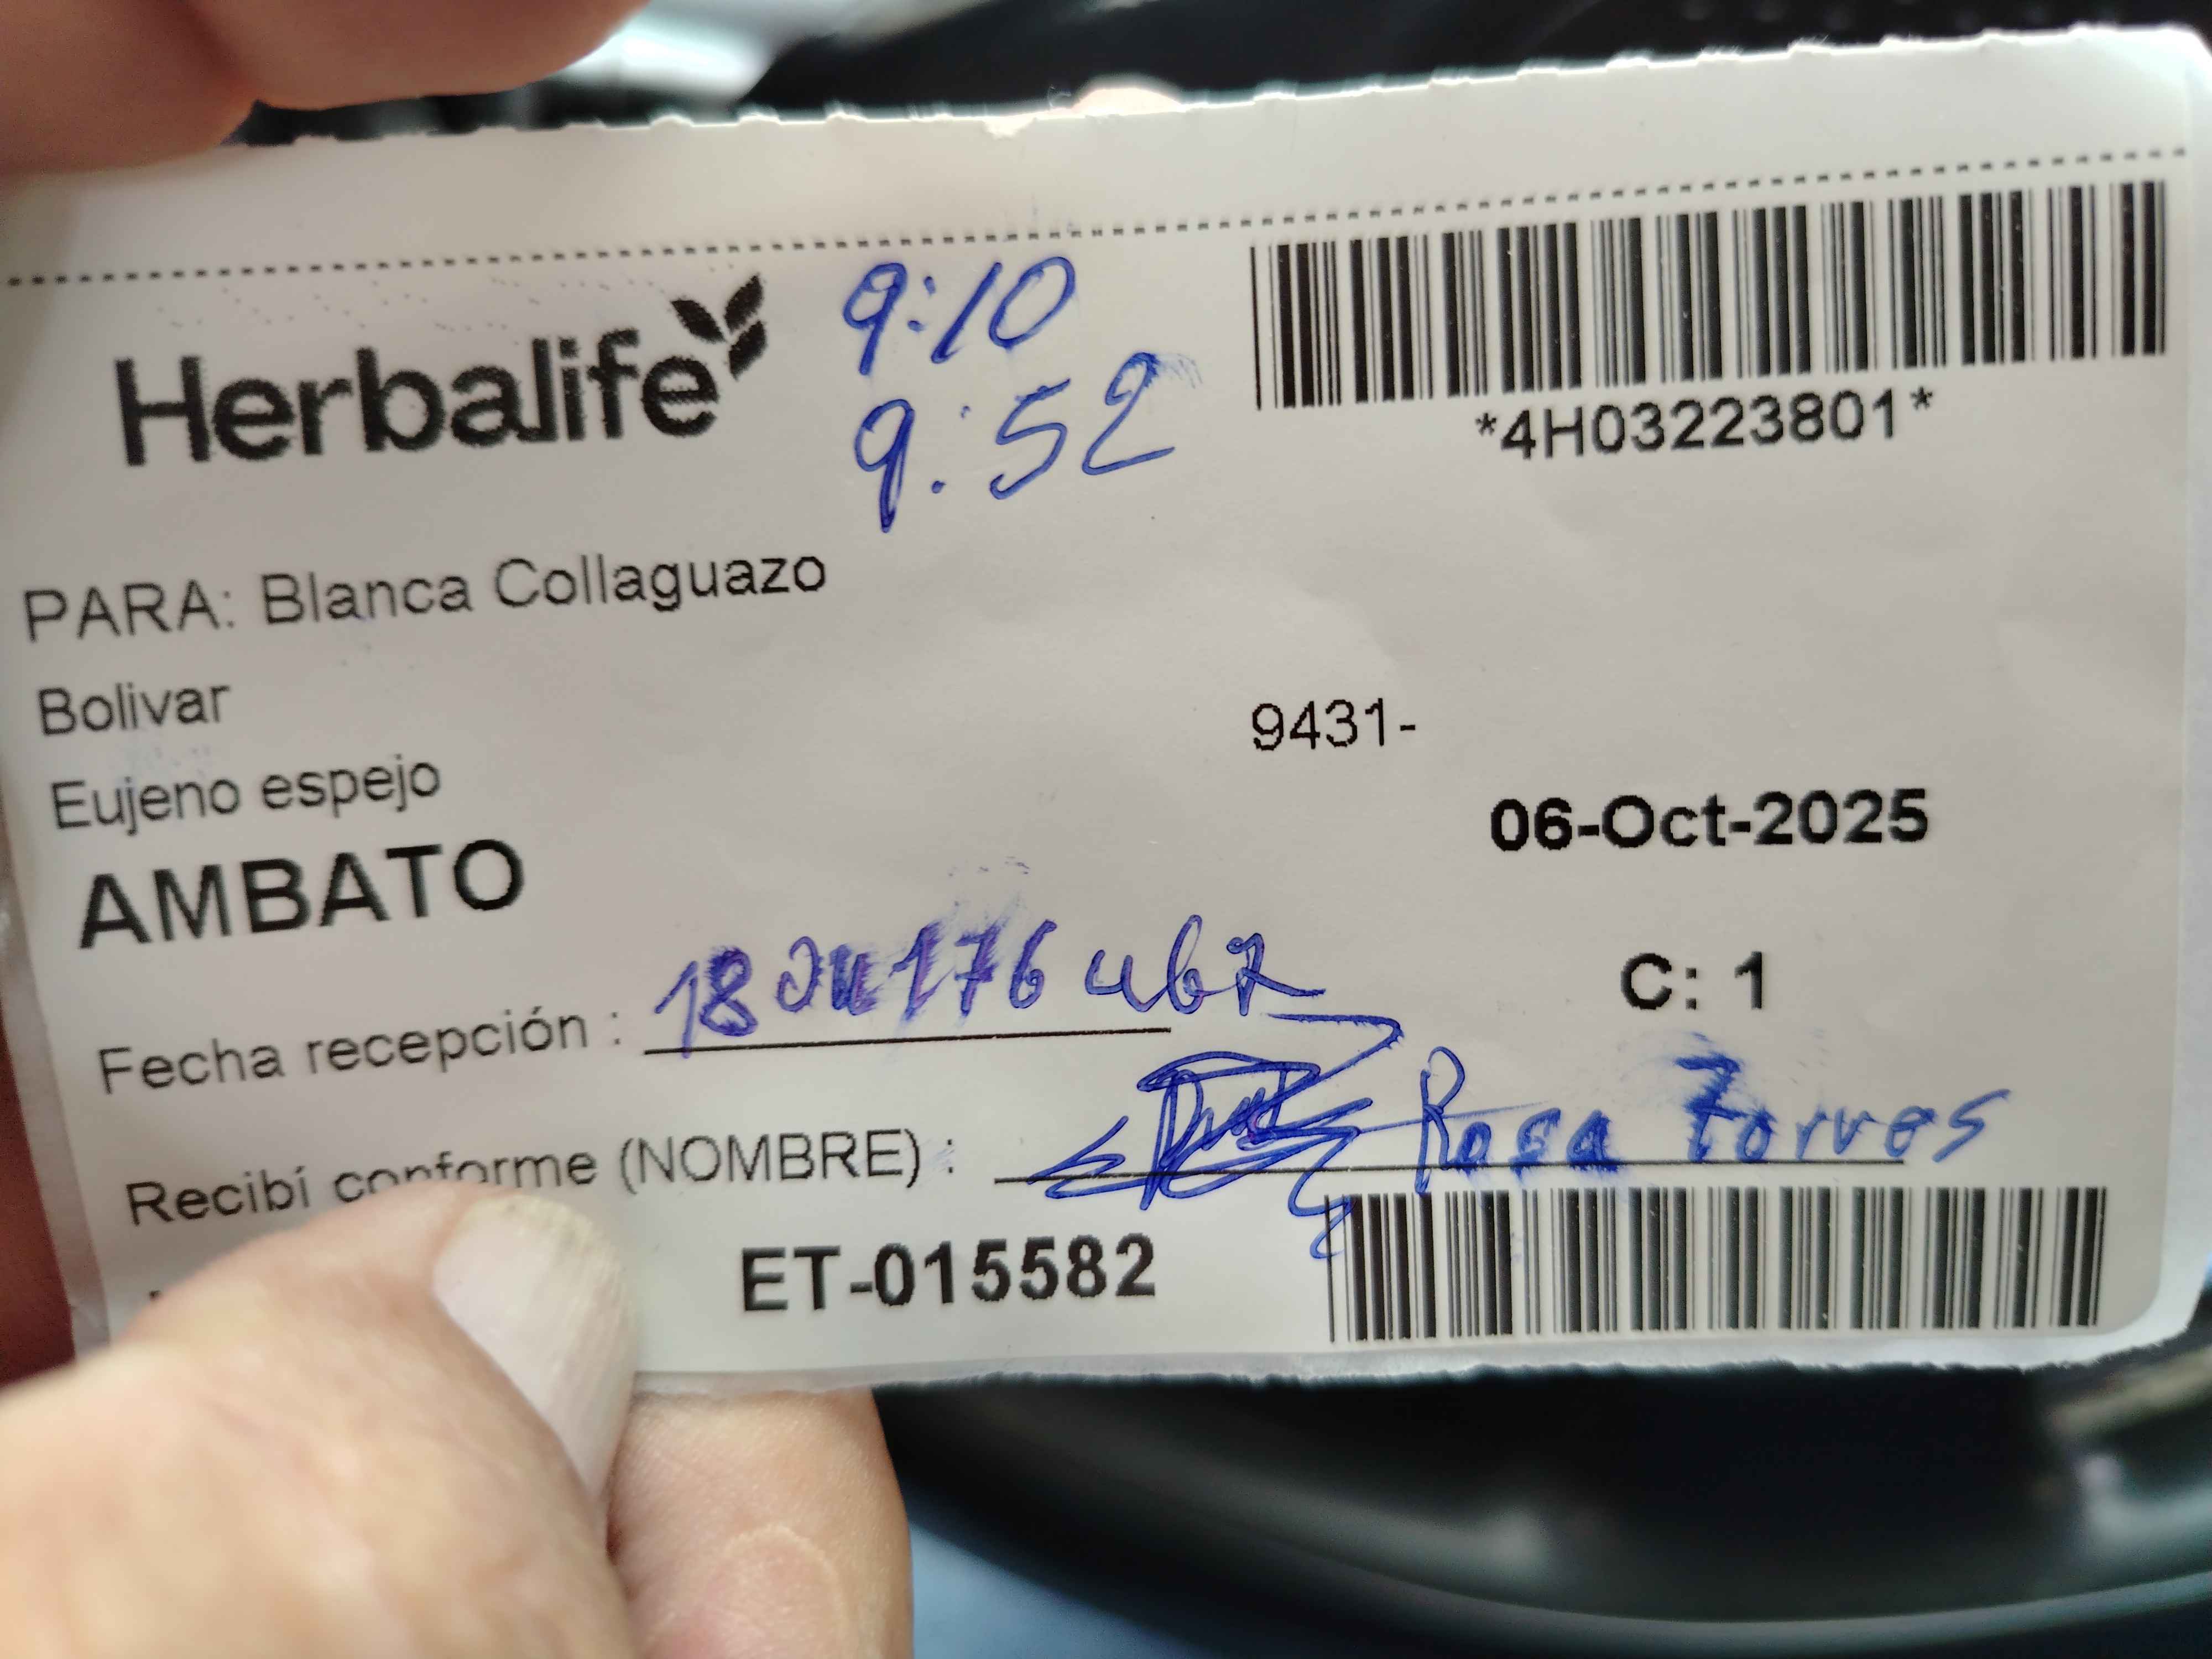 Herbalife
9:10
9:52
*4H03223801*
PARA: Blanca Collaguazo
Bolivar
9431-
Eujeno espejo
06-Oct-2025
AMBATO
C: 1
Fecha recepción :
Recibí conforme (NOMBRE) : Rosa Torres
ET-015582